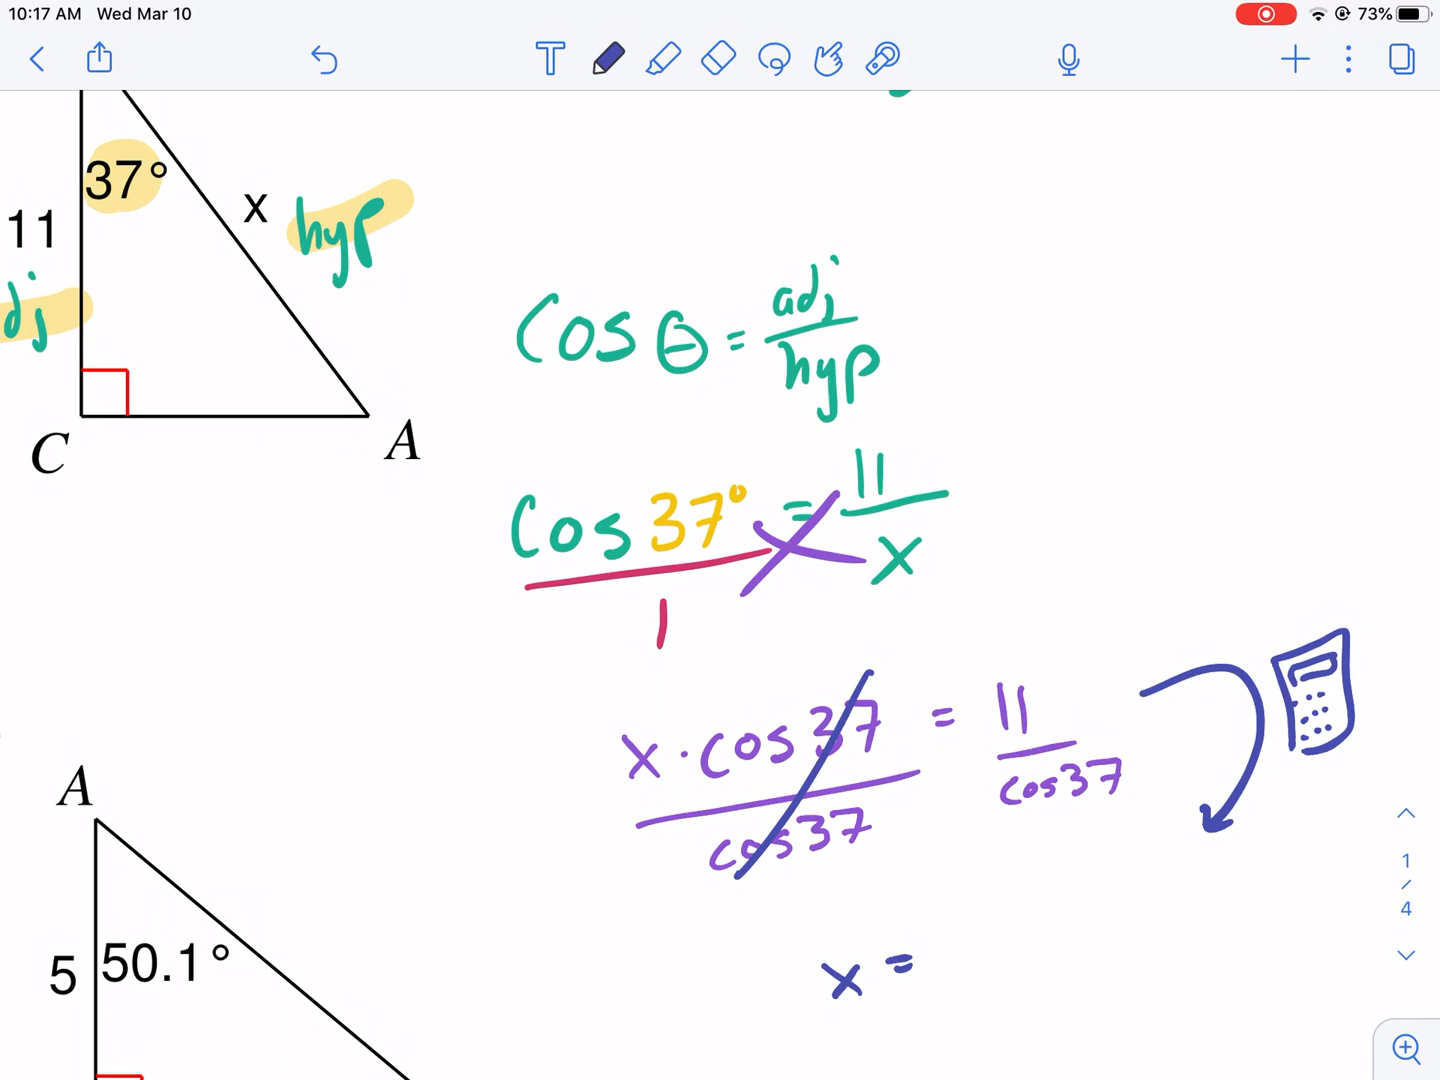 10:17 AM Wed Mar 10
73%
T
37°
11
x hyp
dj
C
A
Cos θ = adj/hyp
Cos 37° = 11/x
1
x · cos 37 = 11
cos 37 cos 37
A
5
50.1°
x =
1
/
4